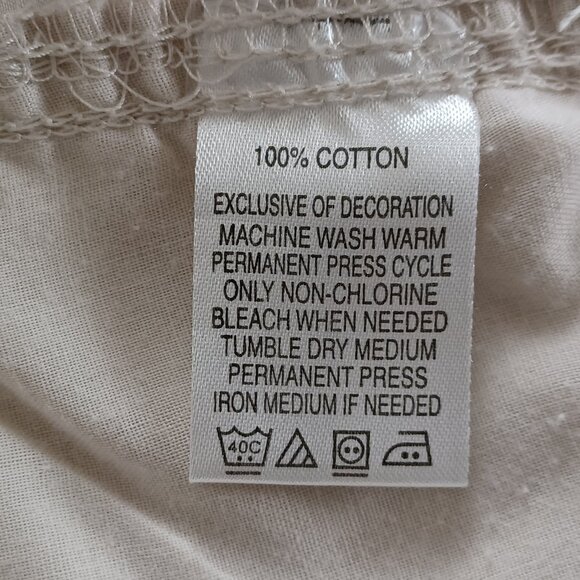 100% COTTON
EXCLUSIVE OF DECORATION
MACHINE WASH WARM
PERMANENT PRESS CYCLE
ONLY NON-CHLORINE
BLEACH WHEN NEEDED
TUMBLE DRY MEDIUM
PERMANENT PRESS
IRON MEDIUM IF NEEDED
40C